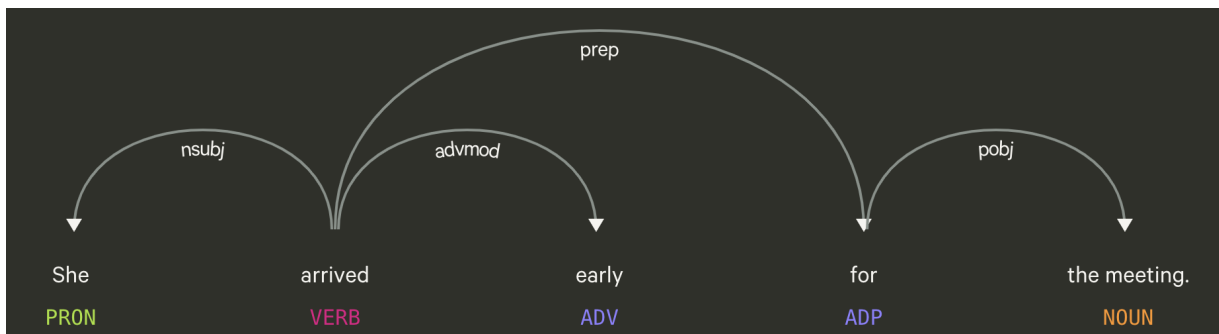 prep
nsubj advmod pobj
She arrived early for the meeting.
PRON VERB ADV ADP NOUN